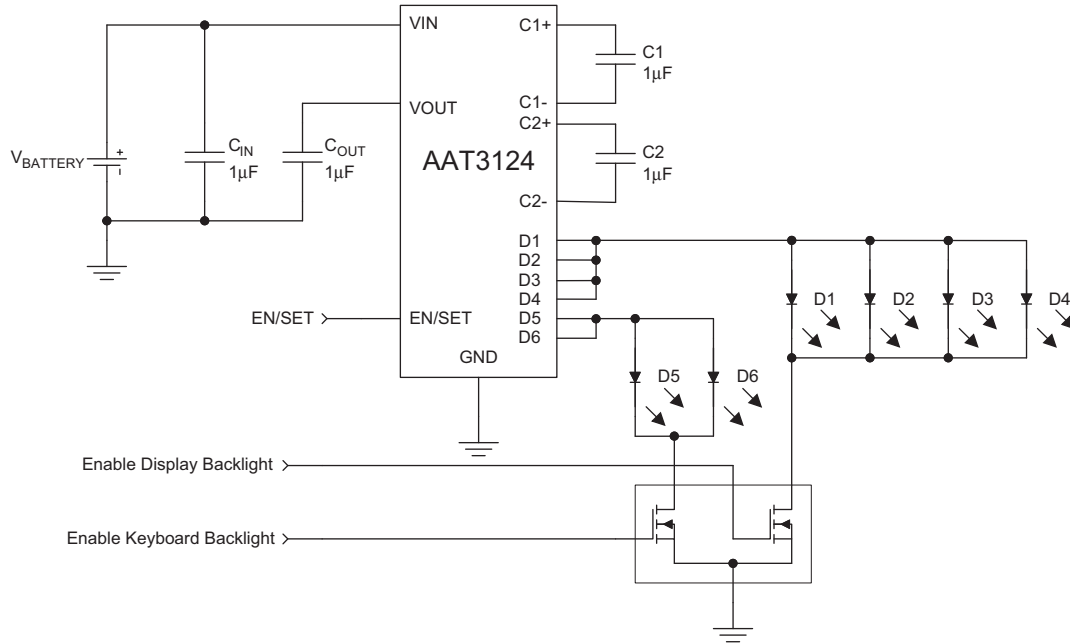 VIN
C1+
C1
1μF
VOUT
C1-
C2+
V_BATTERY
+
-
C_IN
1μF
C_OUT
1μF
AAT3124
C2
1μF
C2-
D1
D2
D3
D4
EN/SET
EN/SET
D5
D6
GND
D1
D2
D3
D4
D5
D6
Enable Display Backlight
Enable Keyboard Backlight